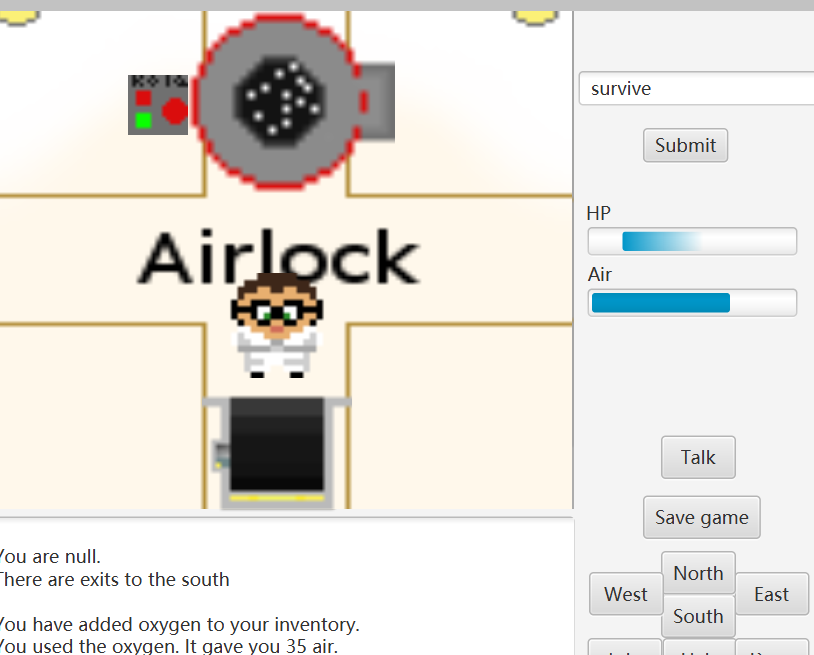 Airlock
survive
Submit
HP
Air
Talk
Save game
North
West
East
South
You are null.
There are exits to the south
You have added oxygen to your inventory.
You used the oxygen. It gave you 35 air.